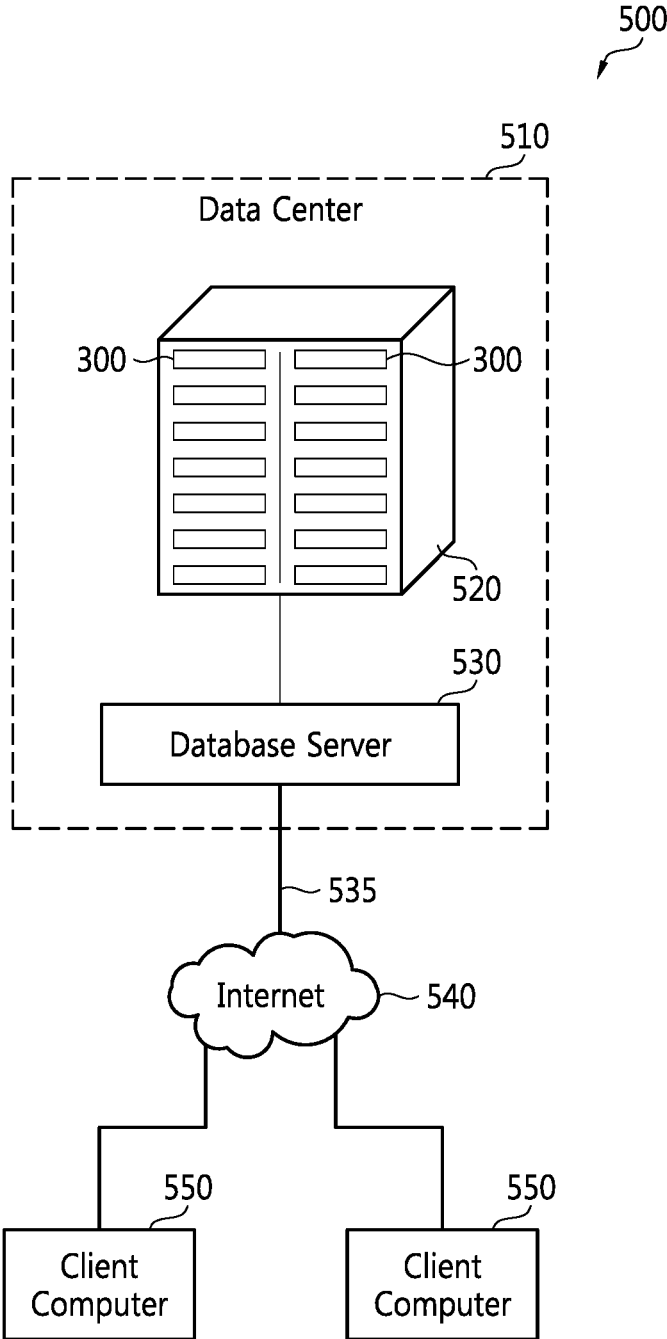 500
510
Data Center
300
300
520
530
Database Server
535
Internet
540
550
550
Client
Computer
Client
Computer